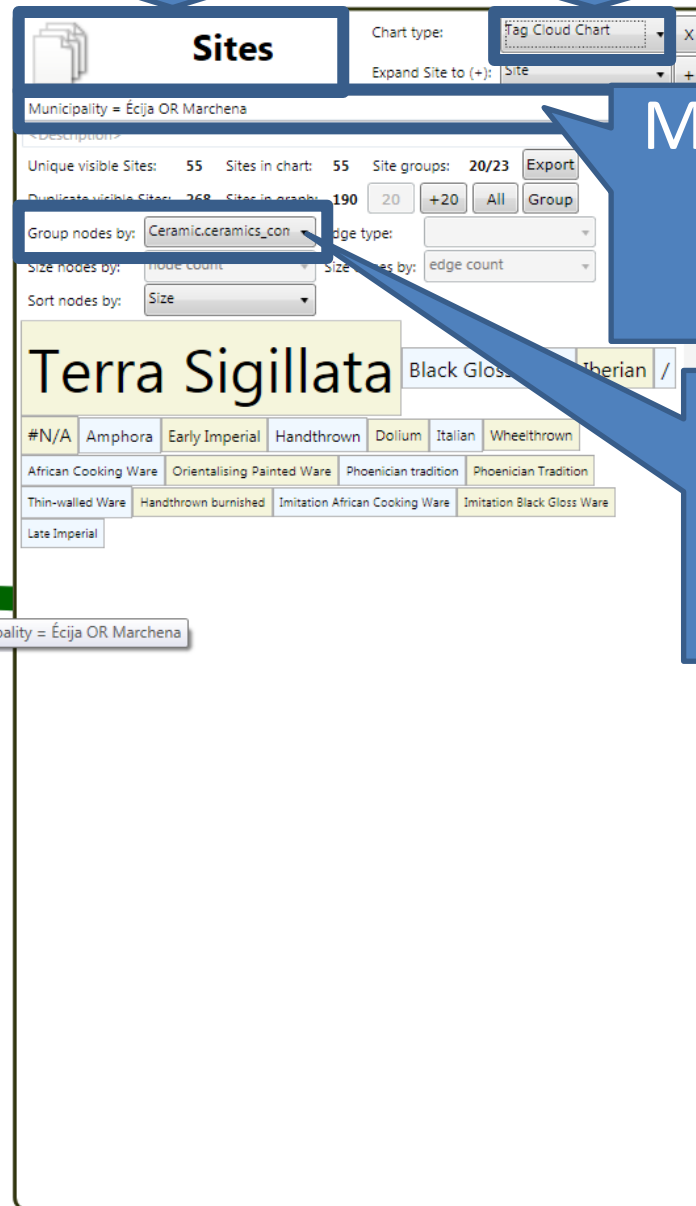 Sites
Chart type: Tag Cloud Chart X
Expand Site to (+): Site +
Municipality = Écija OR Marchena
M
<Description>
Unique visible Sites: 55 Sites in chart: 55 Site groups: 20/23 Export
Duplicate visible Sites: 268 Sites in graph: 190 20 +20 All Group
Group nodes by: Ceramic.ceramics_con dge type:
Size nodes by: node count Size by: edge count
Sort nodes by: Size
Terra Sigillata Black Gloss Iberian /
#N/A Amphora Early Imperial Handthrown Dolium Italian Wheelthrown
African Cooking Ware Orientalising Painted Ware Phoenician tradition Phoenician Tradition
Thin-walled Ware Handthrown burnished Imitation African Cooking Ware Imitation Black Gloss Ware
Late Imperial
pality = Écija OR Marchena